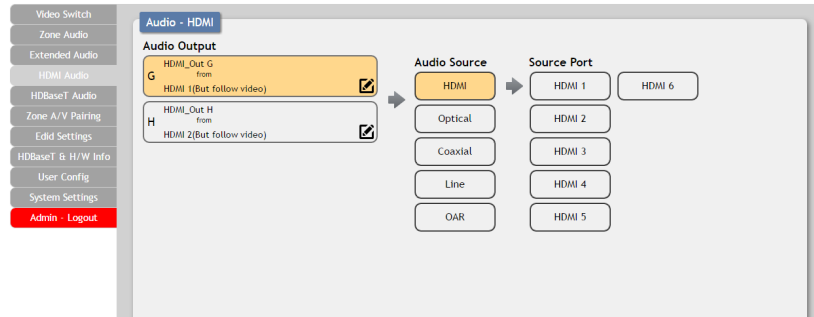 Video Switch
Zone Audio
Extended Audio
HDMI Audio
HDBaseT Audio
Zone A/V Pairing
Edid Settings
HDBaseT & H/W Info
User Config
System Settings
Admin - Logout
Audio - HDMI
Audio Output
G
HDMI_Out G
from
HDMI 1(But follow video)
H
HDMI_Out H
from
HDMI 2(But follow video)
Audio Source
HDMI
Optical
Coaxial
Line
OAR
Source Port
HDMI 1
HDMI 6
HDMI 2
HDMI 3
HDMI 4
HDMI 5